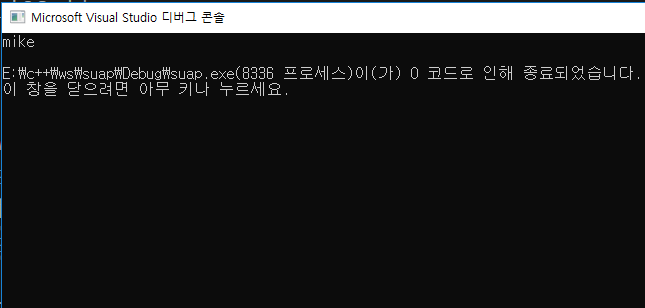 Microsoft Visual Studio 디버그 콘솔
mike
E:₩c++₩ws₩suap₩Debug₩suap.exe(8336 프로세스)이(가) 0 코드로 인해 종료되었습니다.
이 창을 닫으려면 아무 키나 누르세요.